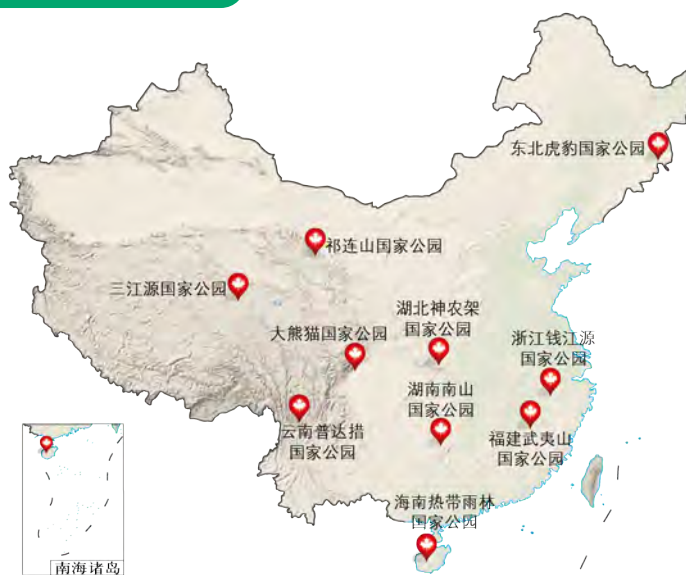 东北虎豹国家公园
祁连山国家公园
三江源国家公园
湖北神农架
国家公园
大熊猫国家公园
浙江钱江源
国家公园
湖南南山
国家公园
云南普达措
国家公园
福建武夷山
国家公园
海南热带雨林
国家公园
南海诸岛